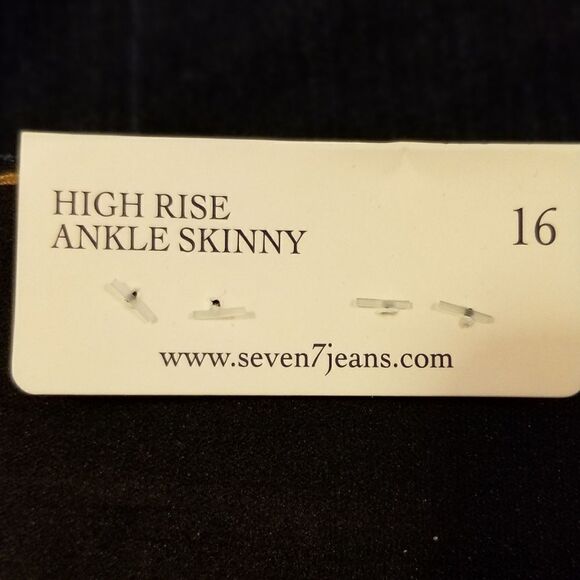 HIGH RISE
ANKLE SKINNY
16
www.seven7jeans.com